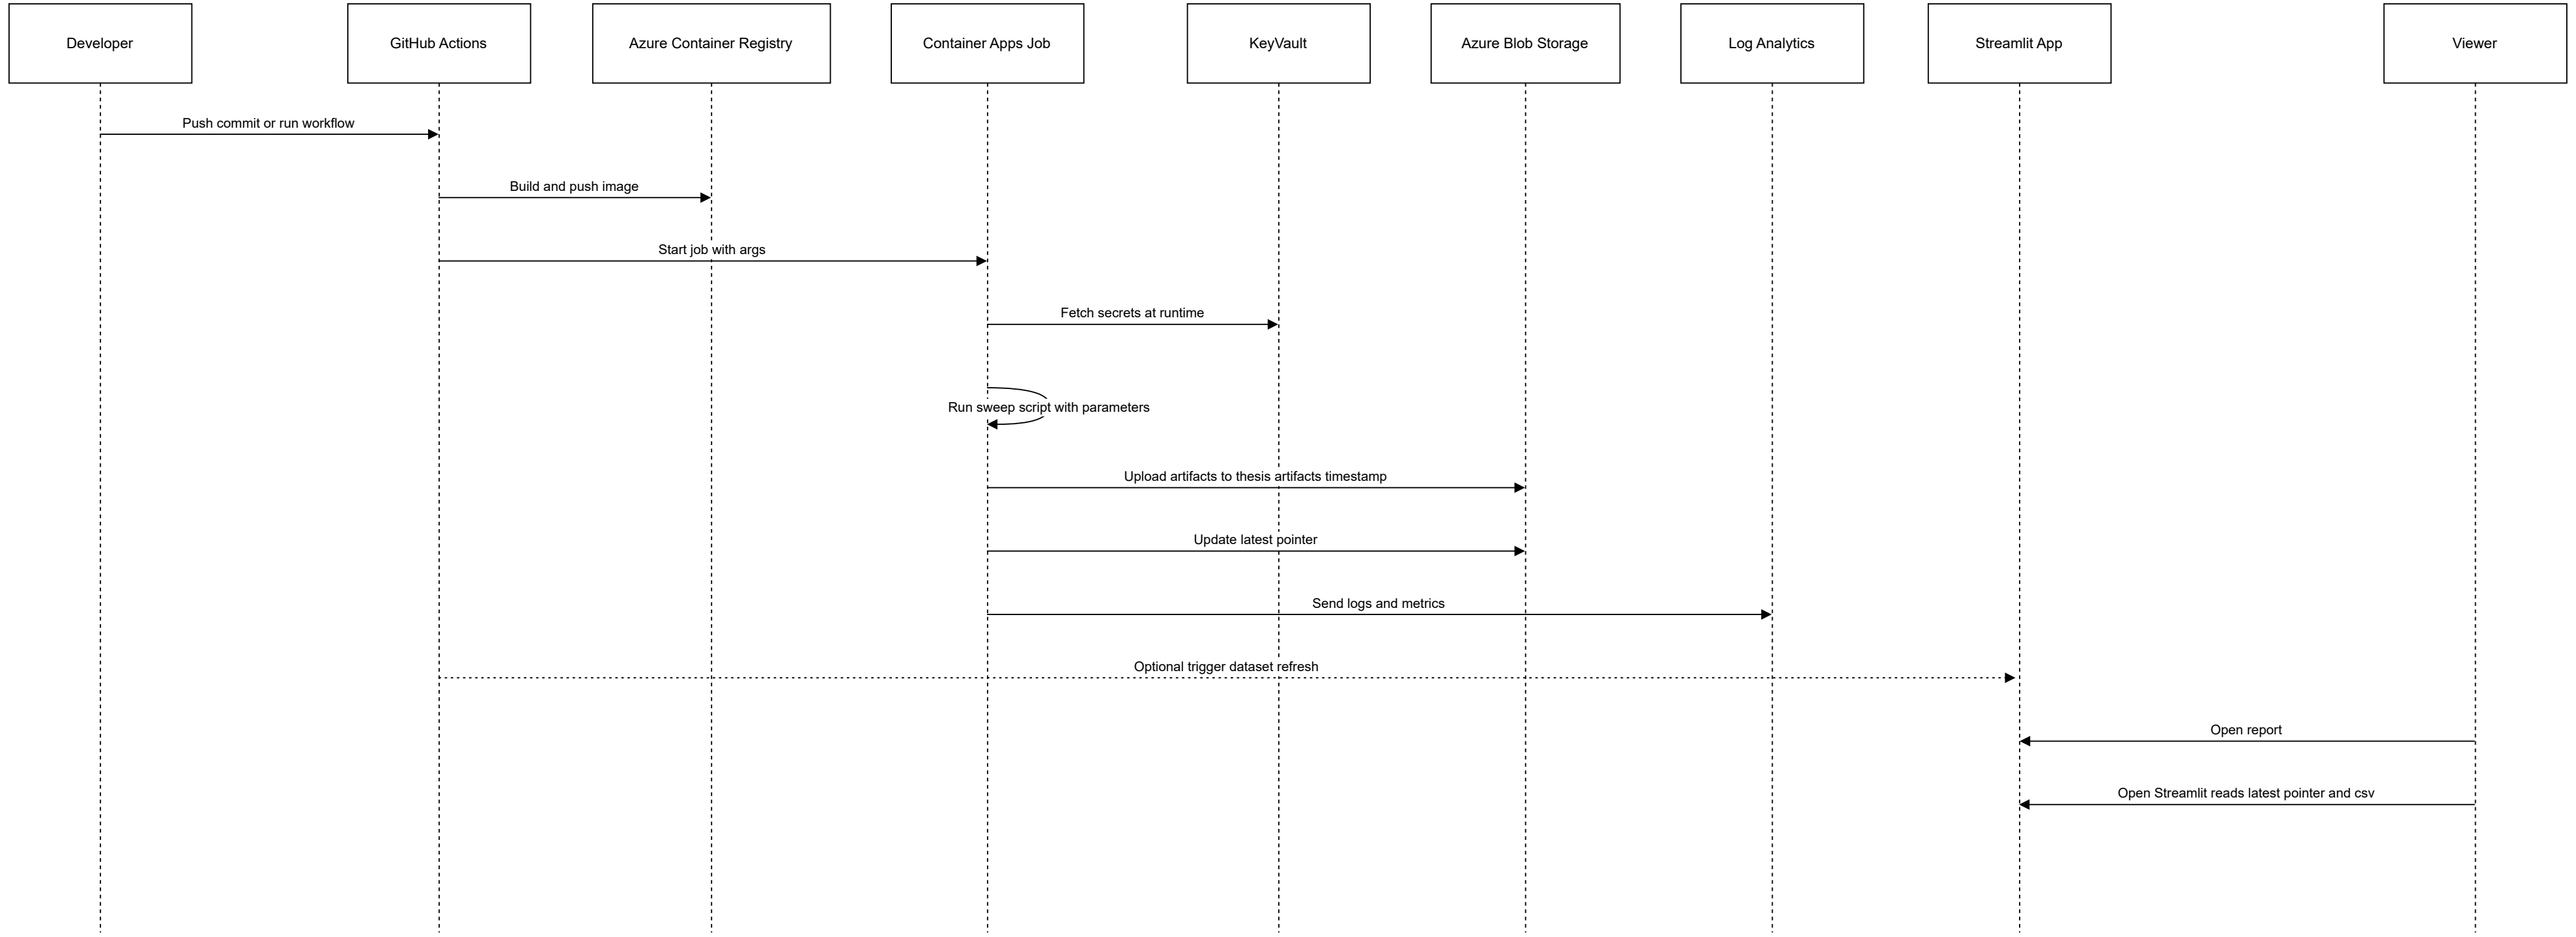 Developer
GitHub Actions
Azure Container Registry
Container Apps Job
KeyVault
Azure Blob Storage
Log Analytics
Streamlit App
Viewer
Push commit or run workflow
Build and push image
Start job with args
Fetch secrets at runtime
Run sweep script with parameters
Upload artifacts to thesis artifacts timestamp
Update latest pointer
Send logs and metrics
Optional trigger dataset refresh
Open report
Open Streamlit reads latest pointer and csv